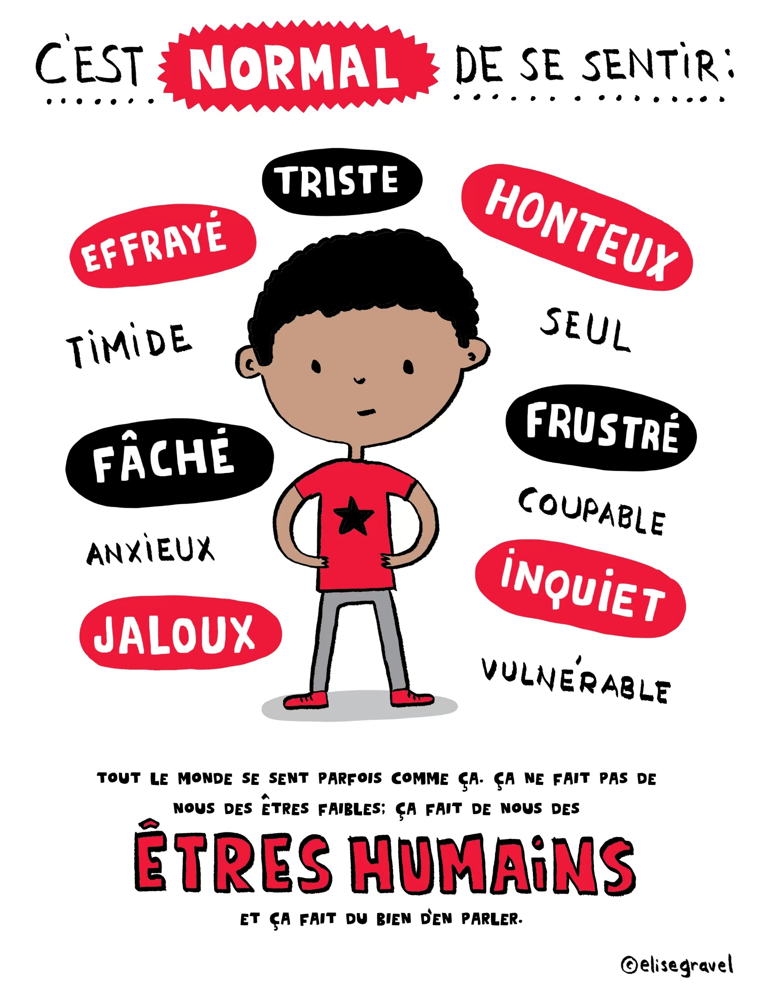 C'EST NORMAL DE SE SENTIR:
TRISTE
HONTEUX
EFFRAYÉ
SEUL
TIMIDE
FRUSTRÉ
FÂCHÉ
COUPABLE
ANXIEUX
INQUIET
JALOUX
VULNÉRABLE
TOUT LE MONDE SE SENT PARFOIS COMME ÇA. ÇA NE FAIT PAS DE
NOUS DES ÊTRES FAIBLES; ÇA FAIT DE NOUS DES
ÊTRES HUMAINS
ET ÇA FAIT DU BIEN D'EN PARLER.
©elisegravel